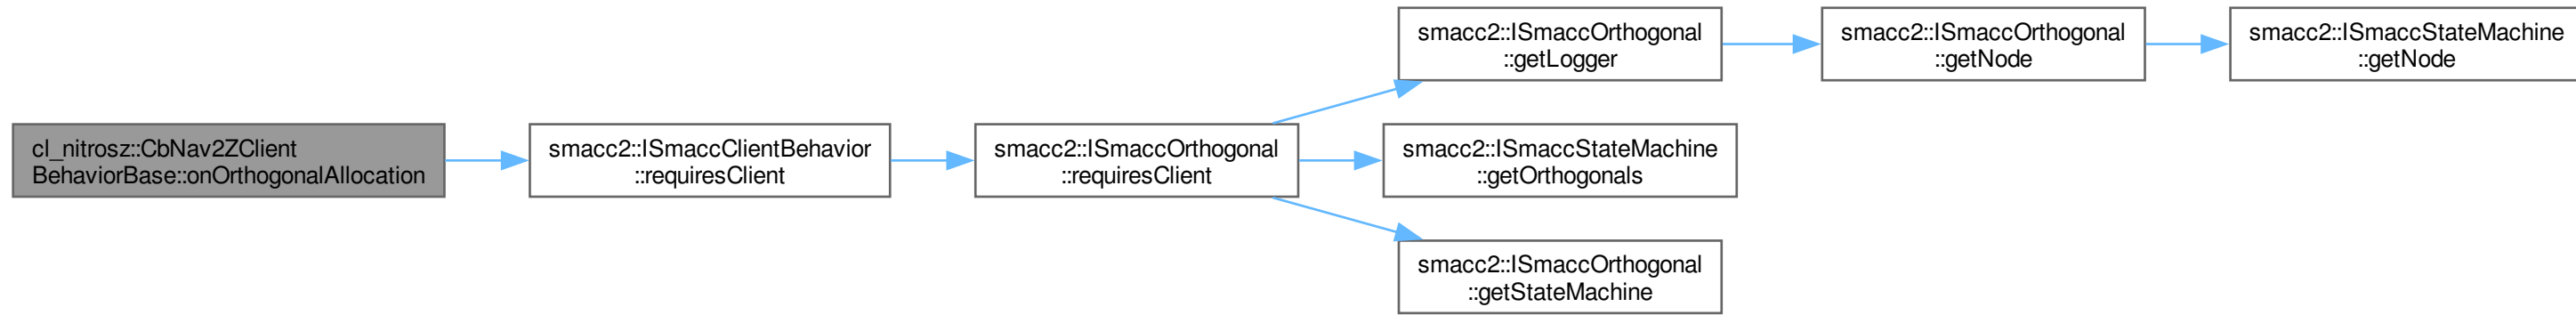 cl_nitrosz::CbNav2ZClient
BehaviorBase::onOrthogonalAllocation
smacc2::ISmaccClientBehavior
::requiresClient
smacc2::ISmaccOrthogonal
::requiresClient
smacc2::ISmaccOrthogonal
::getLogger
smacc2::ISmaccOrthogonal
::getNode
smacc2::ISmaccStateMachine
::getNode
smacc2::ISmaccStateMachine
::getOrthogonals
smacc2::ISmaccOrthogonal
::getStateMachine